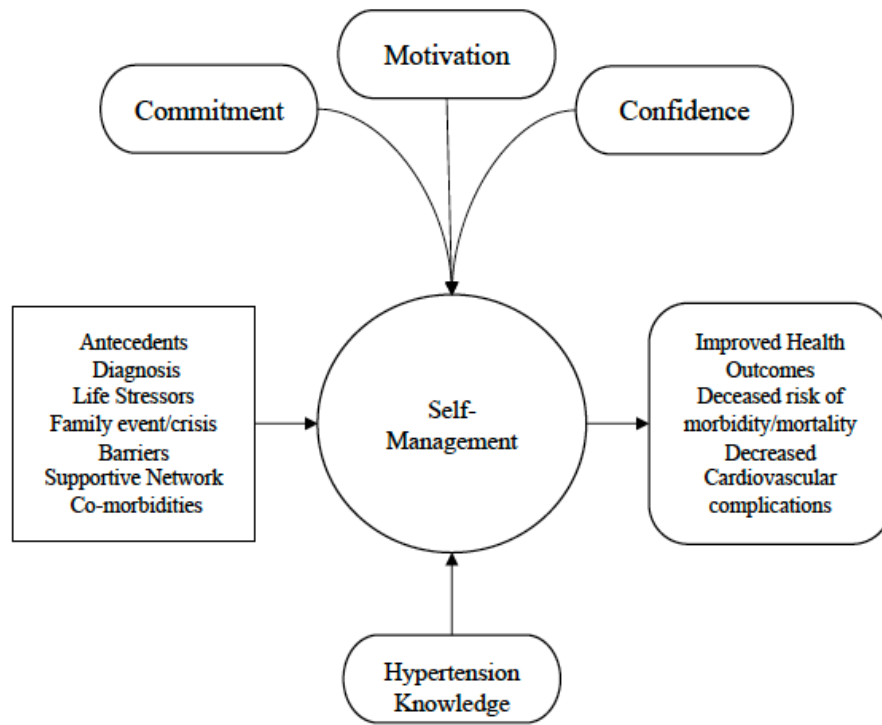 Motivation
Commitment
Confidence
Antecedents
Diagnosis
Life Stressors
Family event/crisis
Barriers
Supportive Network
Co-morbidities
Self-
Management
Improved Health
Outcomes
Deceased risk of
morbidity/mortality
Decreased
Cardiovascular
complications
Hypertension
Knowledge